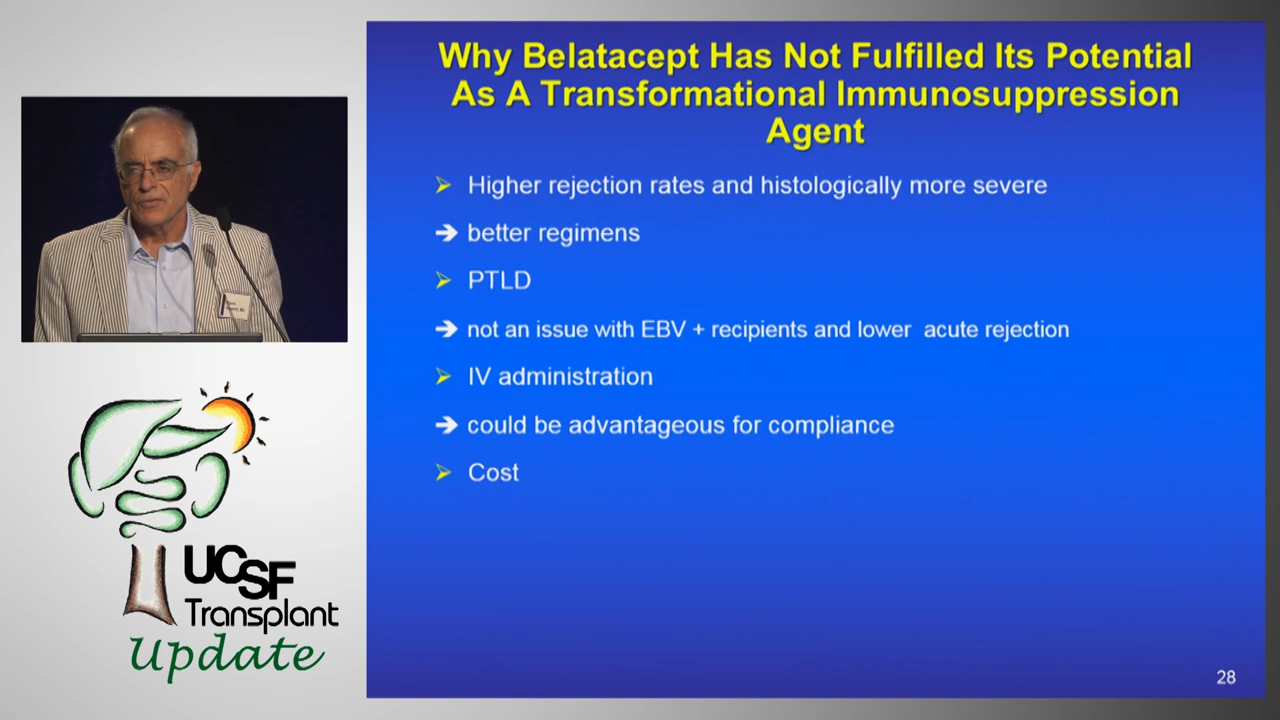 Why Belatacept Has Not Fulfilled Its Potential
As A Transformational Immunosuppression
Agent
Higher rejection rates and histologically more severe
better regimens
PTLD
not an issue with EBV + recipients and lower acute rejection
IV administration
could be advantageous for compliance
Cost
28
UCSF
Transplant
Update